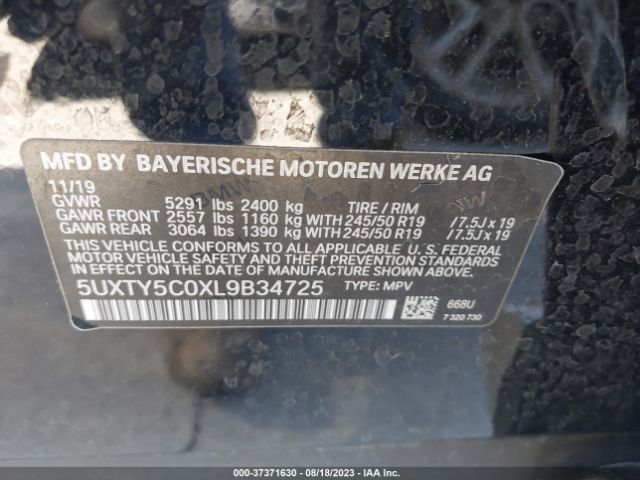 MFD BY BAYERISCHE MOTOREN WERKE AG
11/19
GVWR 5291 lbs 2400 kg TIRE / RIM
GAWR FRONT 2557 lbs 1160 kg WITH 245/50 R19 / 7.5J x 19
GAWR REAR 3064 lbs 1390 kg WITH 245/50 R19 / 7.5J x 19
THIS VEHICLE CONFORMS TO ALL APPLICABLE U. S. FEDERAL
MOTOR VEHICLE SAFETY AND THEFT PREVENTION STANDARDS IN
EFFECT ON THE DATE OF MANUFACTURE SHOWN ABOVE.
5UXTY5C0XL9B34725 TYPE: MPV
668U
7 320 730
000-37371630 - 08/18/2023 - IAA Inc.